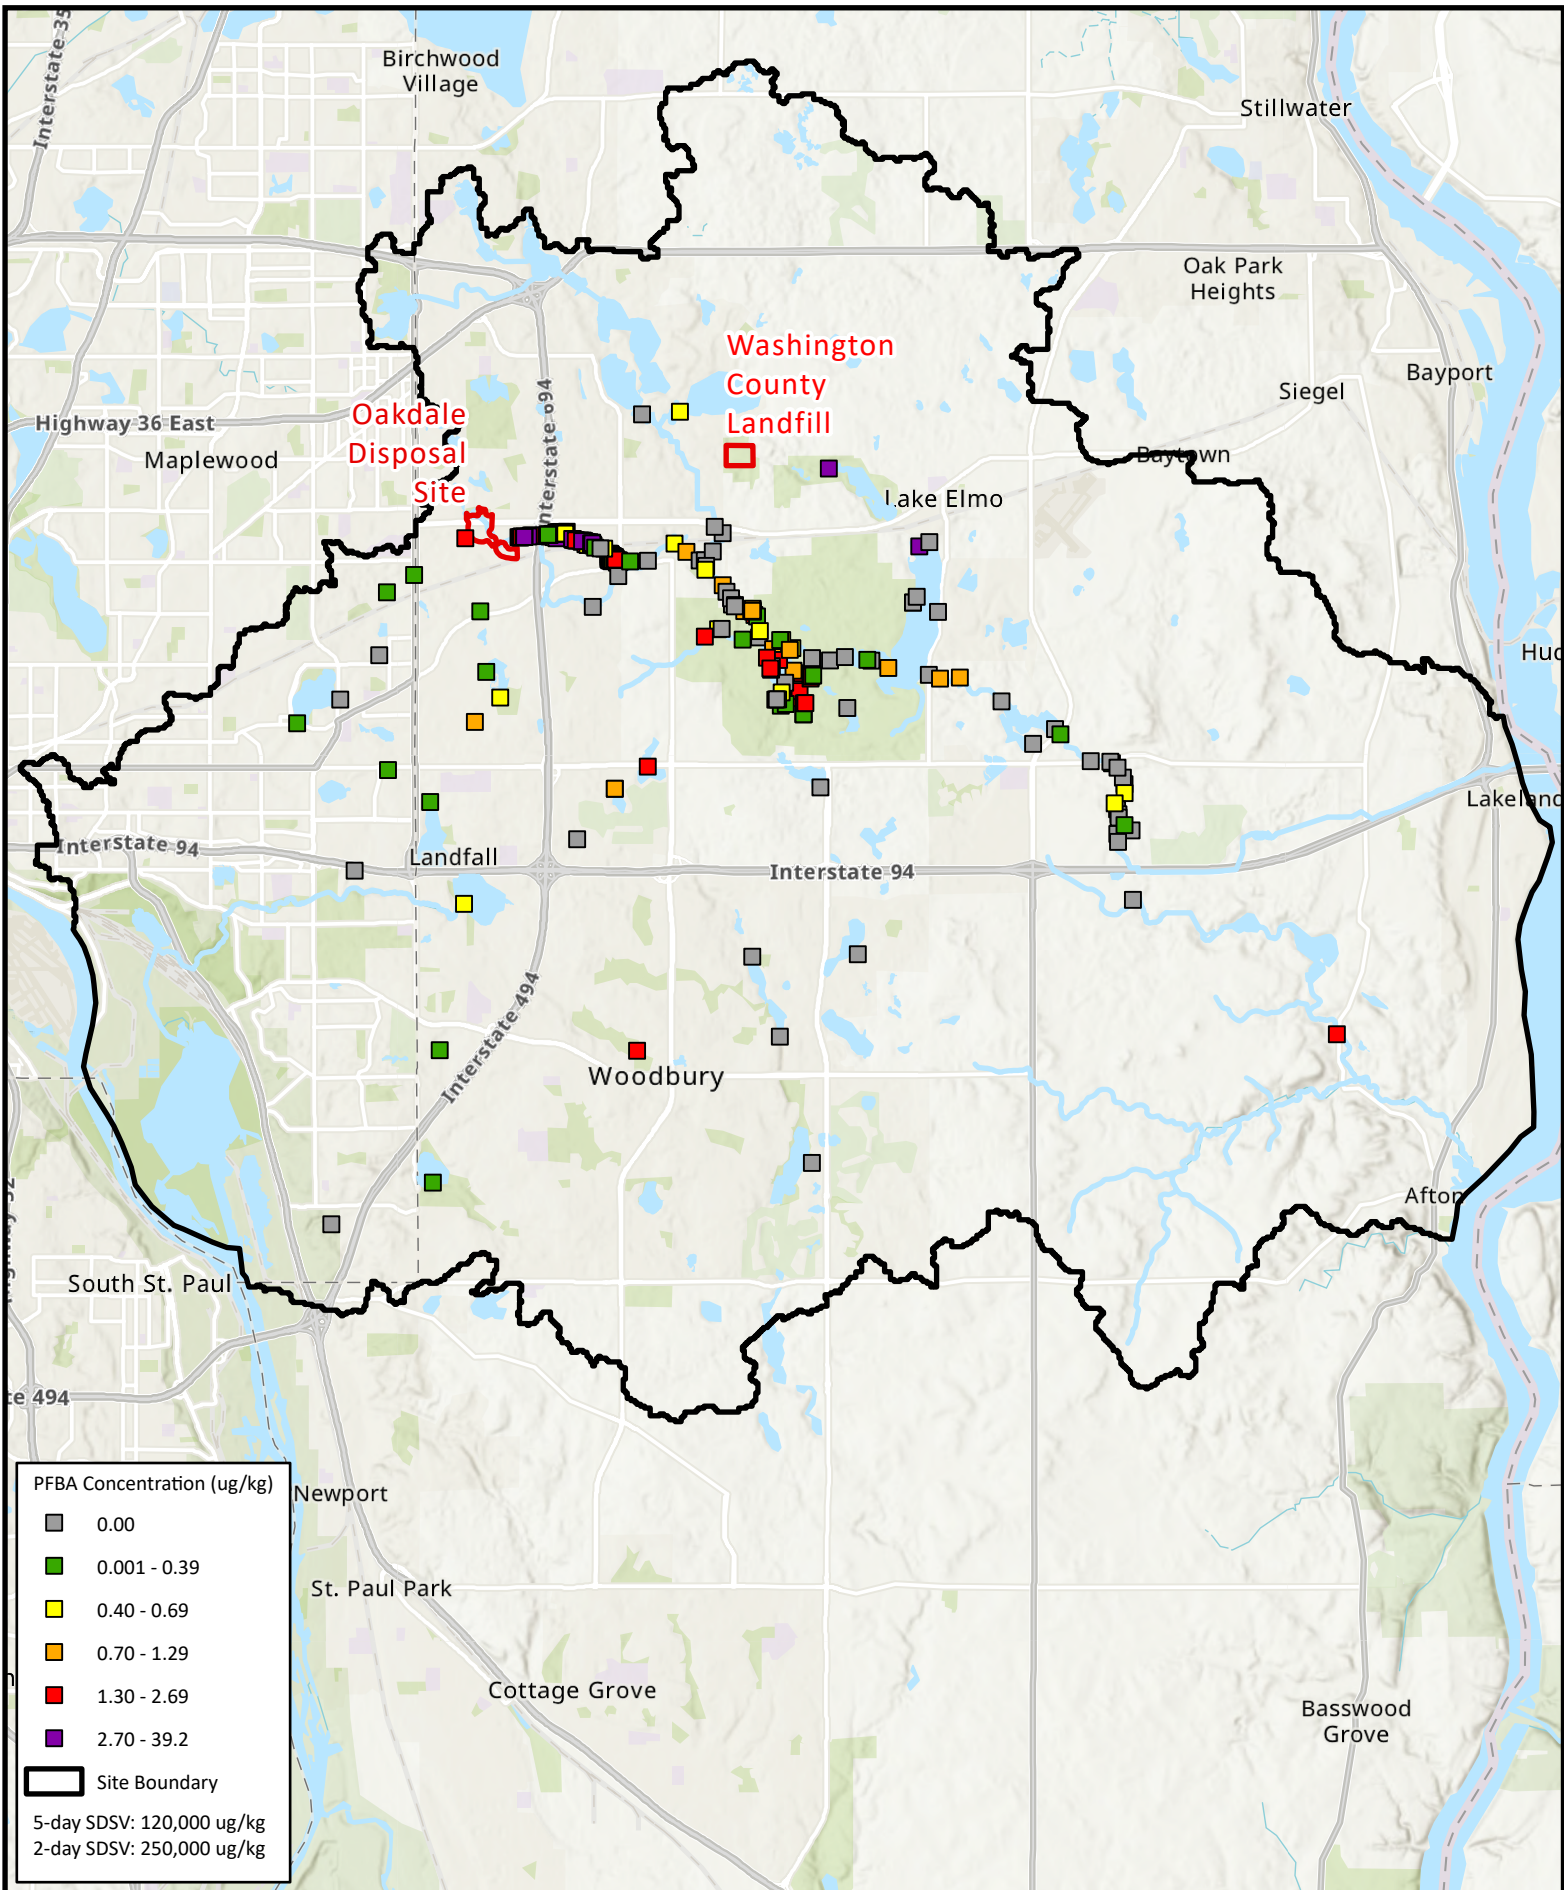 Interstate 35
Birchwood
Village
Stillwater
Oak Park
Heights
Washington
County
Landfill
Bayport
Siegel
Interstate 694
Oakdale
Disposal
Site
Highway 36 East
Maplewood
Baytown
Lake Elmo
Lakeland
Interstate 94
Landfall
Interstate 94
Interstate 494
Woodbury
Afton
South St. Paul
te 494
PFBA Concentration (ug/kg)
0.00
0.001 - 0.39
0.40 - 0.69
0.70 - 1.29
1.30 - 2.69
2.70 - 39.2
Site Boundary
5-day SDSV: 120,000 ug/kg
2-day SDSV: 250,000 ug/kg
Newport
St. Paul Park
Cottage Grove
Basswood
Grove